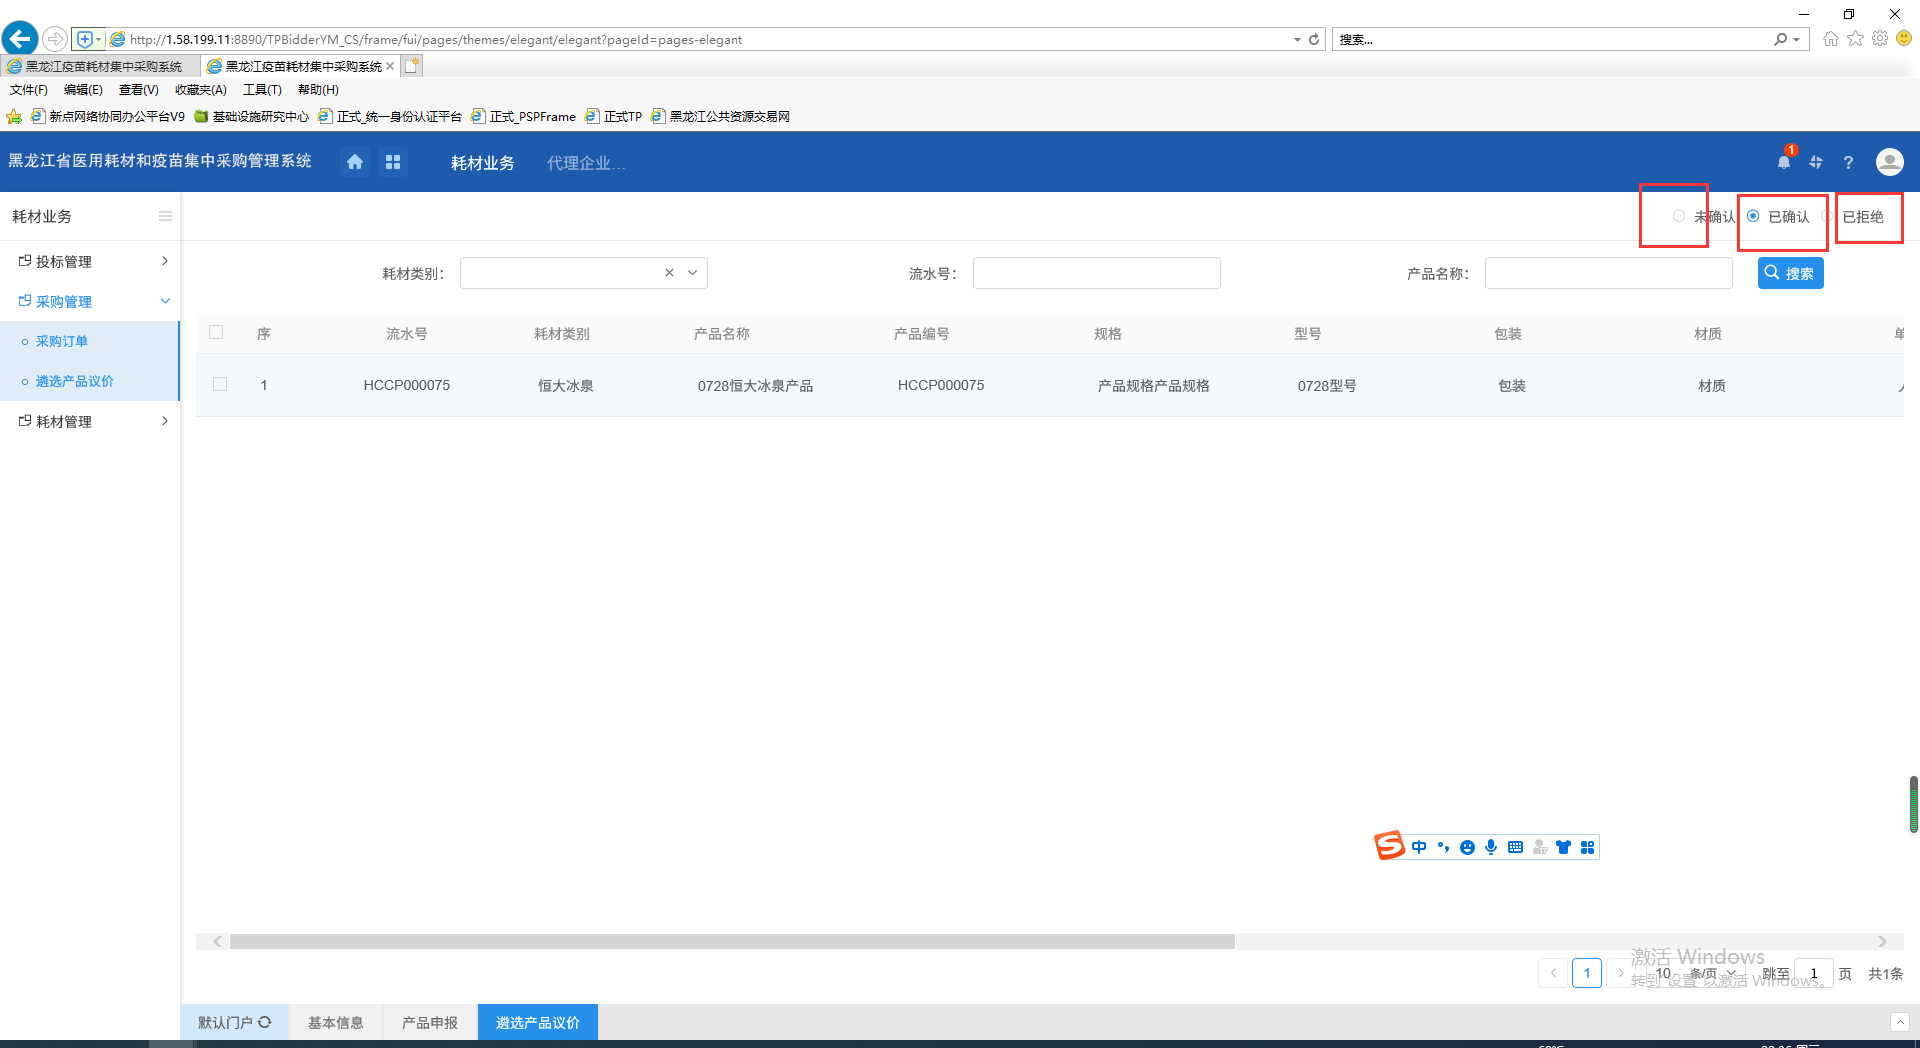 http://1.58.199.11:8890/TPBidderYM_CS/frame/fui/pages/themes/elegant/elegant?pageId=pages-elegant
搜索...
黑龙江疫苗耗材集中采购系统
黑龙江疫苗耗材集中采购系统
文件(F) 编辑(E) 查看(V) 收藏夹(A) 工具(T) 帮助(H)
新点网络协同办公平台V9 基础设施研究中心 正式_统一身份认证平台 正式_PSPFrame 正式TP 黑龙江公共资源交易网
黑龙江省医用耗材和疫苗集中采购管理系统 耗材业务 代理企业... 1 ?
耗材业务
未确认 已确认 已拒绝
投标管理
采购管理
采购订单
遴选产品议价
耗材管理
耗材类别： 流水号： 产品名称： 搜索
序 流水号 耗材类别 产品名称 产品编号 规格 型号 包装 材质 单
1 HCCP000075 恒大冰泉 0728恒大冰泉产品 HCCP000075 产品规格产品规格 0728型号 包装 材质
中
激活 Windows
转到"设置"以激活 Windows。
1 10 条/页 跳至 1 页 共1条
默认门户 基本信息 产品申报 遴选产品议价